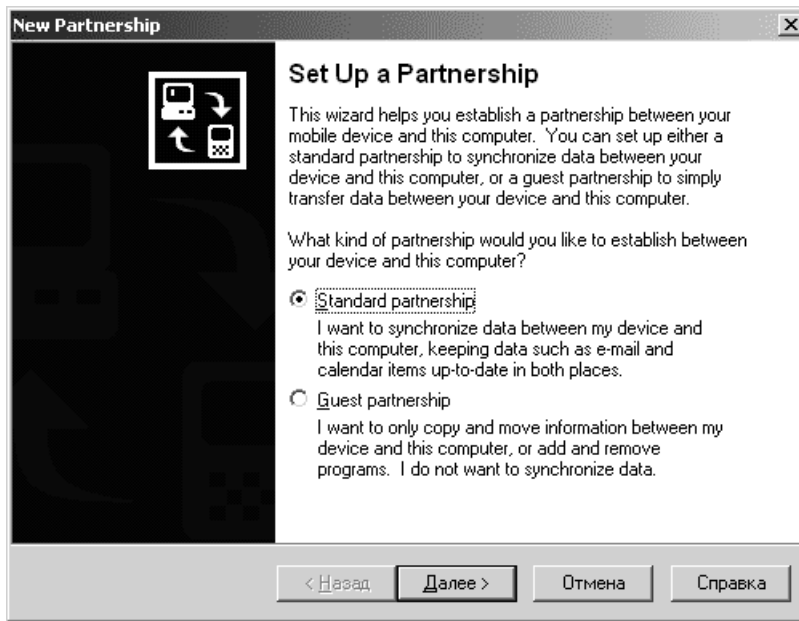 New Partnership
Set Up a Partnership
This wizard helps you establish a partnership between your
mobile device and this computer. You can set up either a
standard partnership to synchronize data between your
device and this computer, or a guest partnership to simply
transfer data between your device and this computer.
What kind of partnership would you like to establish between
your device and this computer?
Standard partnership
I want to synchronize data between my device and
this computer, keeping data such as e-mail and
calendar items up-to-date in both places.
Guest partnership
I want to only copy and move information between my
device and this computer, or add and remove
programs. I do not want to synchronize data.
< Назад Далее > Отмена Справка